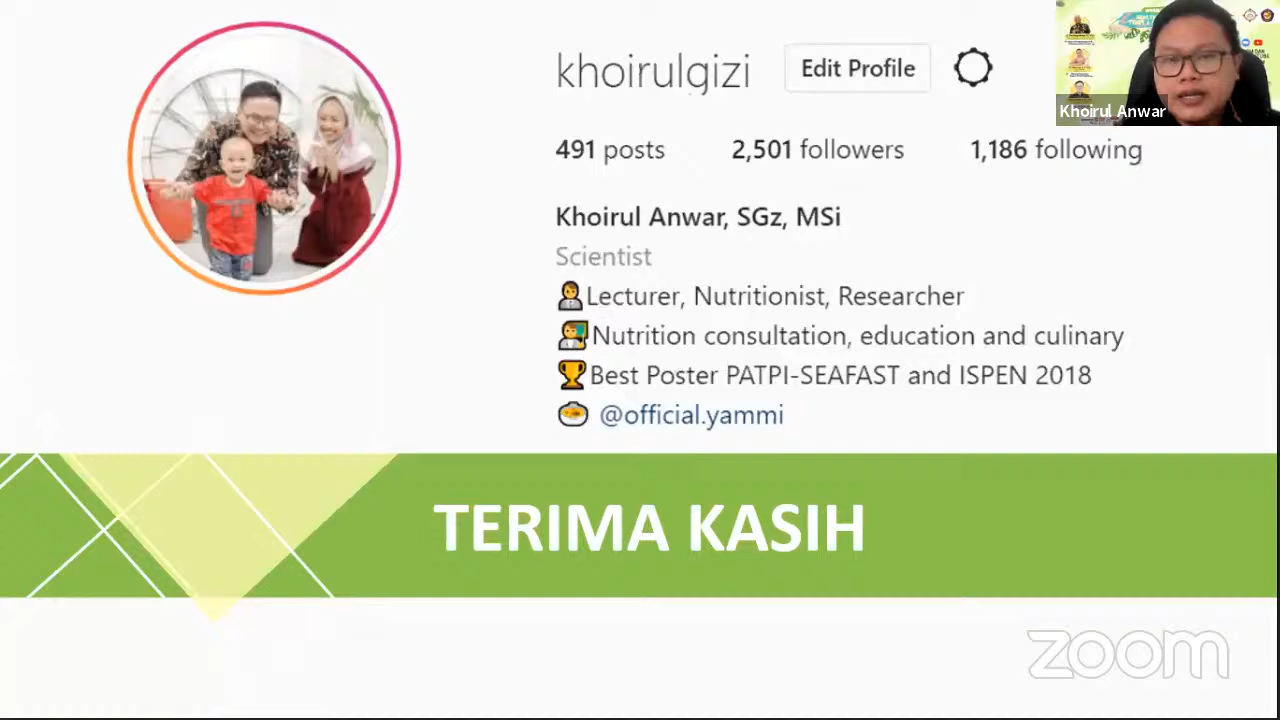 khoirulgizi Edit Profile
491 posts 2,501 followers 1,186 following
Khoirul Anwar, SGz, MSi
Scientist
Lecturer, Nutritionist, Researcher
Nutrition consultation, education and culinary
Best Poster PATPI-SEAFAST and ISPEN 2018
@official.yammi
TERIMA KASIH
Khoirul Anwar
zoom